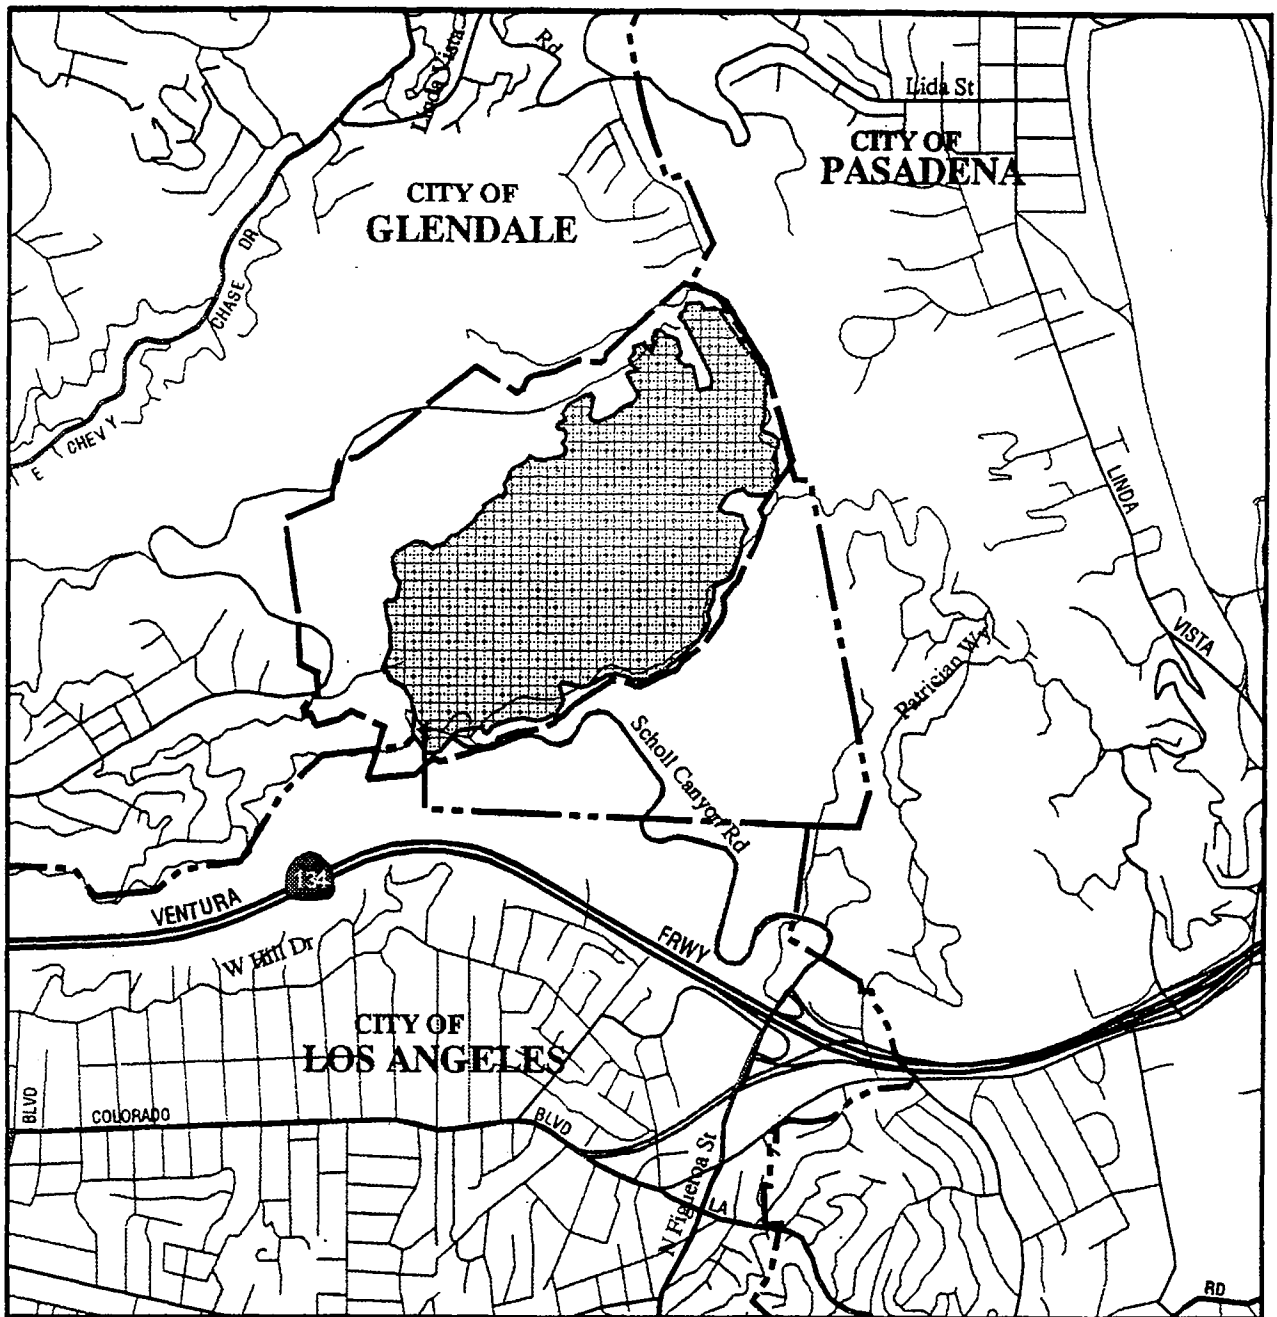 Rd
Linda Vista
Lida St
CITY OF
PASADENA
CITY OF
GLENDALE
CHASE DR
E CHEVY
LINDA
VISTA
Patrician Wy
Scholl Canyon Rd
134
VENTURA
FRWY
W Hill Dr
CITY OF
LOS ANGELES
BLVD
COLORADO
BLVD
N Figueroa St
LA
RD